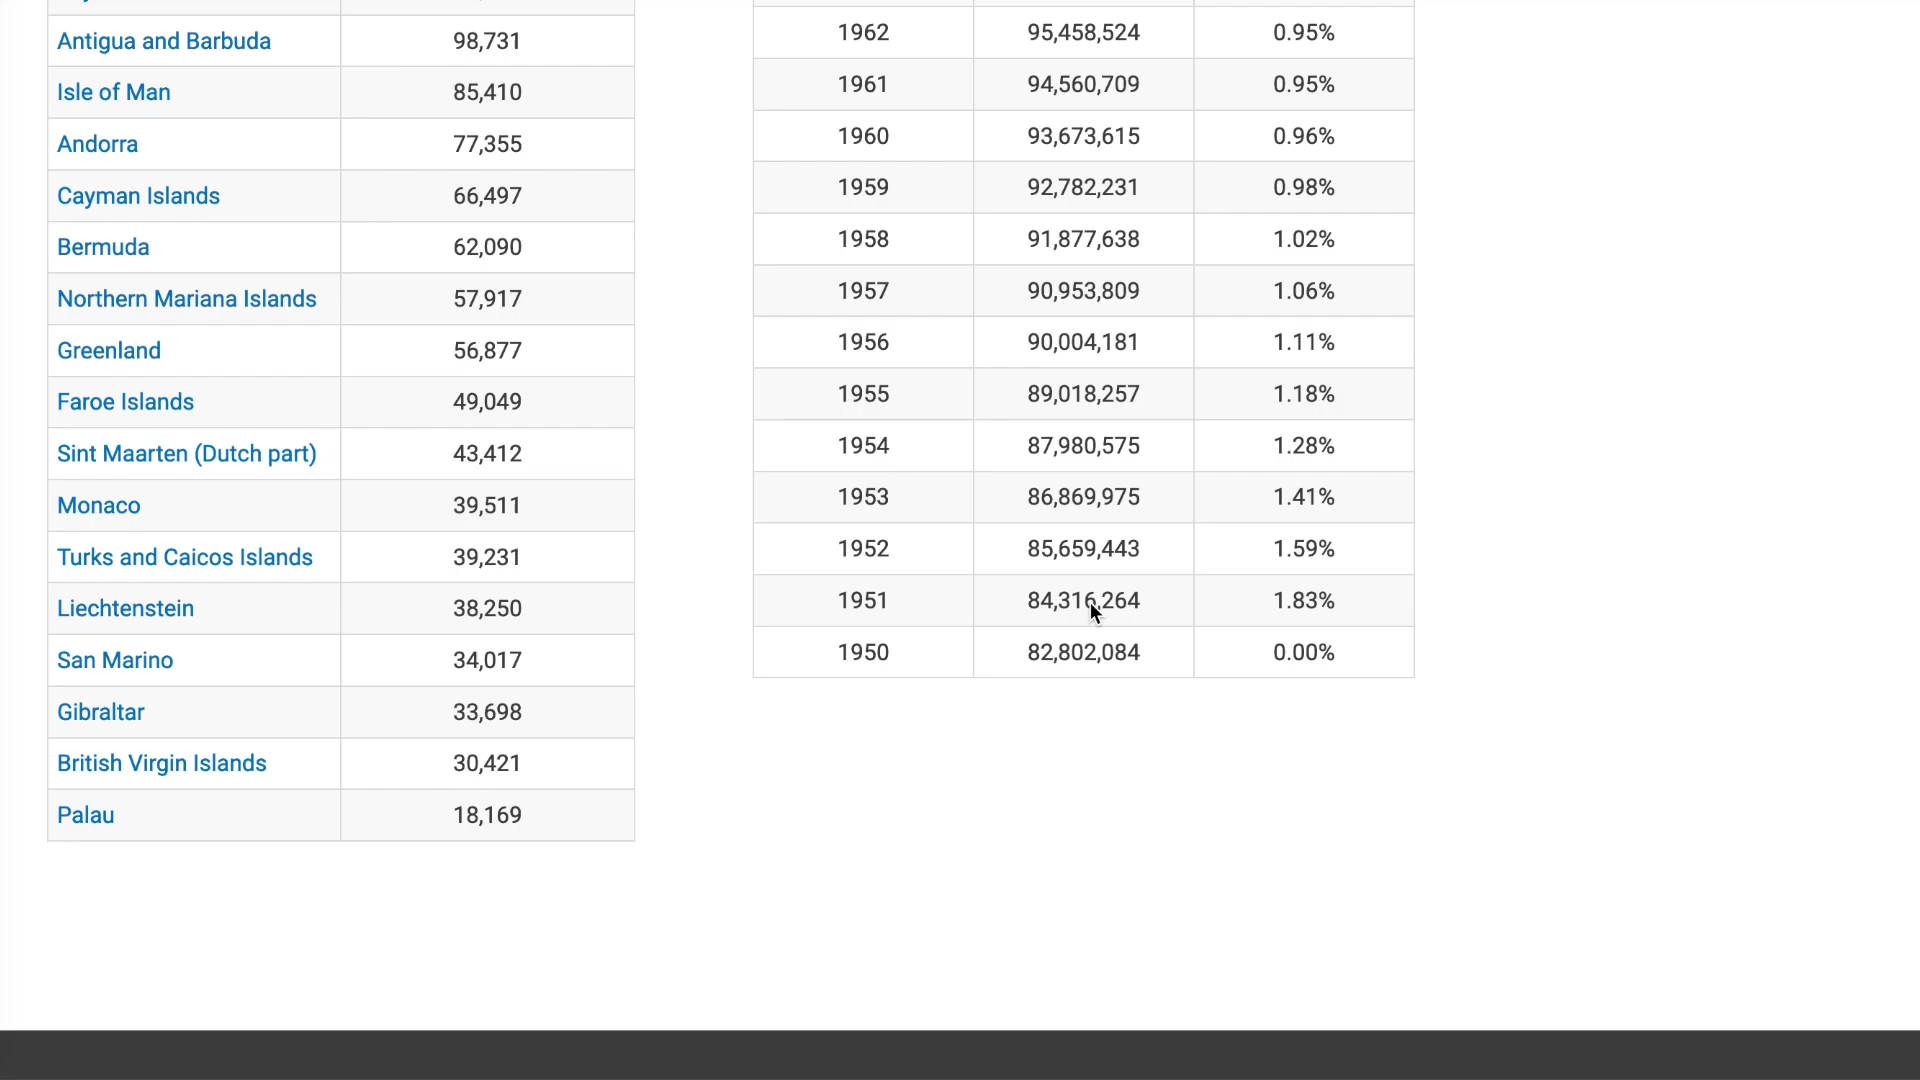 Antigua and Barbuda 98,731
Isle of Man 85,410
Andorra 77,355
Cayman Islands 66,497
Bermuda 62,090
Northern Mariana Islands 57,917
Greenland 56,877
Faroe Islands 49,049
Sint Maarten (Dutch part) 43,412
Monaco 39,511
Turks and Caicos Islands 39,231
Liechtenstein 38,250
San Marino 34,017
Gibraltar 33,698
British Virgin Islands 30,421
Palau 18,169
1962 95,458,524 0.95%
1961 94,560,709 0.95%
1960 93,673,615 0.96%
1959 92,782,231 0.98%
1958 91,877,638 1.02%
1957 90,953,809 1.06%
1956 90,004,181 1.11%
1955 89,018,257 1.18%
1954 87,980,575 1.28%
1953 86,869,975 1.41%
1952 85,659,443 1.59%
1951 84,316,264 1.83%
1950 82,802,084 0.00%